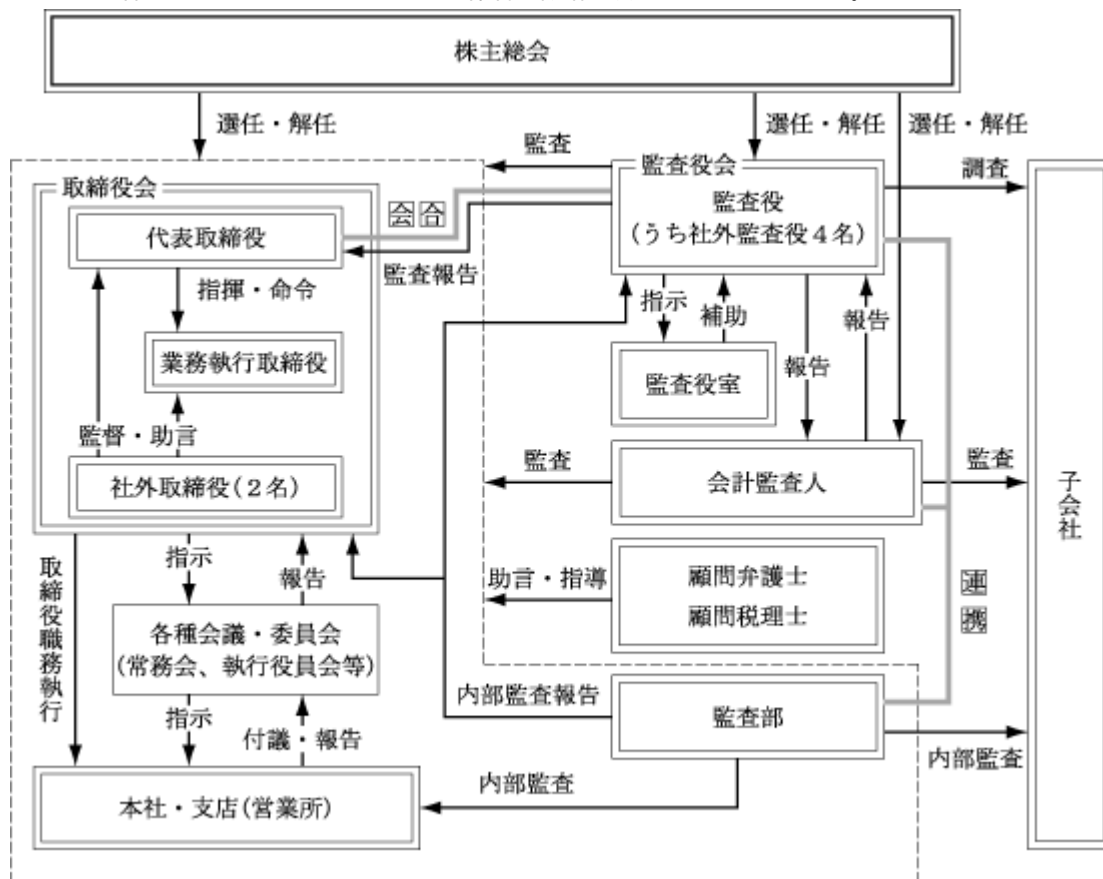 株主総会
選任・解任
選任・解任
選任・解任
監査
監査役会
調査
取締役会
会合
監査役
(うち社外監査役4名)
代表取締役
監査報告
指揮・命令
指示
補助
報告
業務執行取締役
監査役室
報告
監督・助言
社外取締役(2名)
監査
会計監査人
監査
子会社
取締役職務執行
指示
報告
助言・指導
顧問弁護士
顧問税理士
連携
各種会議・委員会
(常務会、執行役員会等)
指示
付議・報告
内部監査報告
監査部
内部監査
内部監査
本社・支店(営業所)